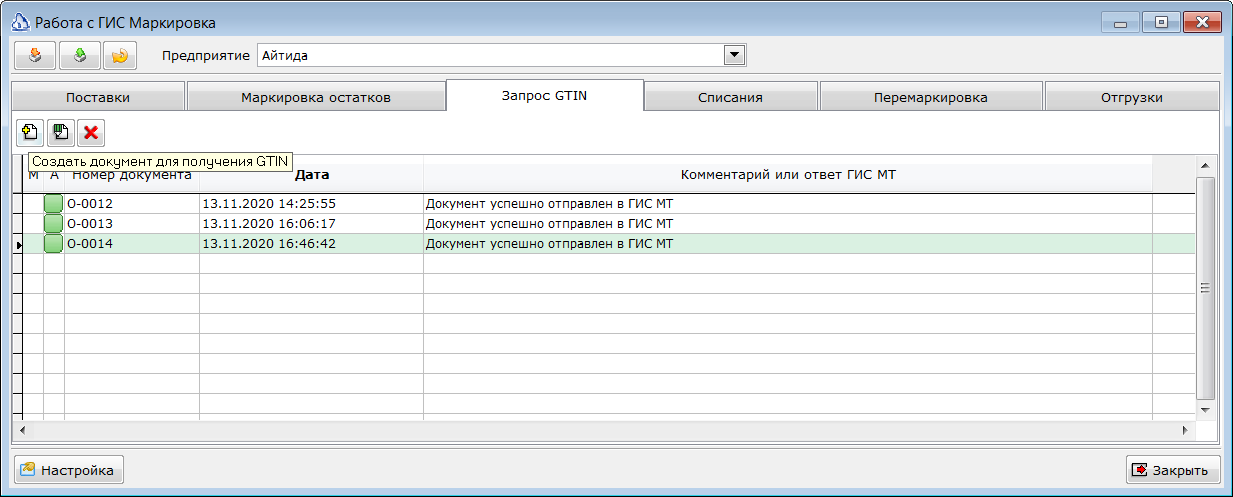 Работа с ГИС Маркировка
Предприятие Айтида
Поставки Маркировка остатков Запрос GTIN Списания Перемаркировка Отгрузки
Создать документ для получения GTIN
М А Номер документа Дата Комментарий или ответ ГИС МТ
О-0012 13.11.2020 14:25:55 Документ успешно отправлен в ГИС МТ
О-0013 13.11.2020 16:06:17 Документ успешно отправлен в ГИС МТ
О-0014 13.11.2020 16:46:42 Документ успешно отправлен в ГИС МТ
Настройка Закрыть